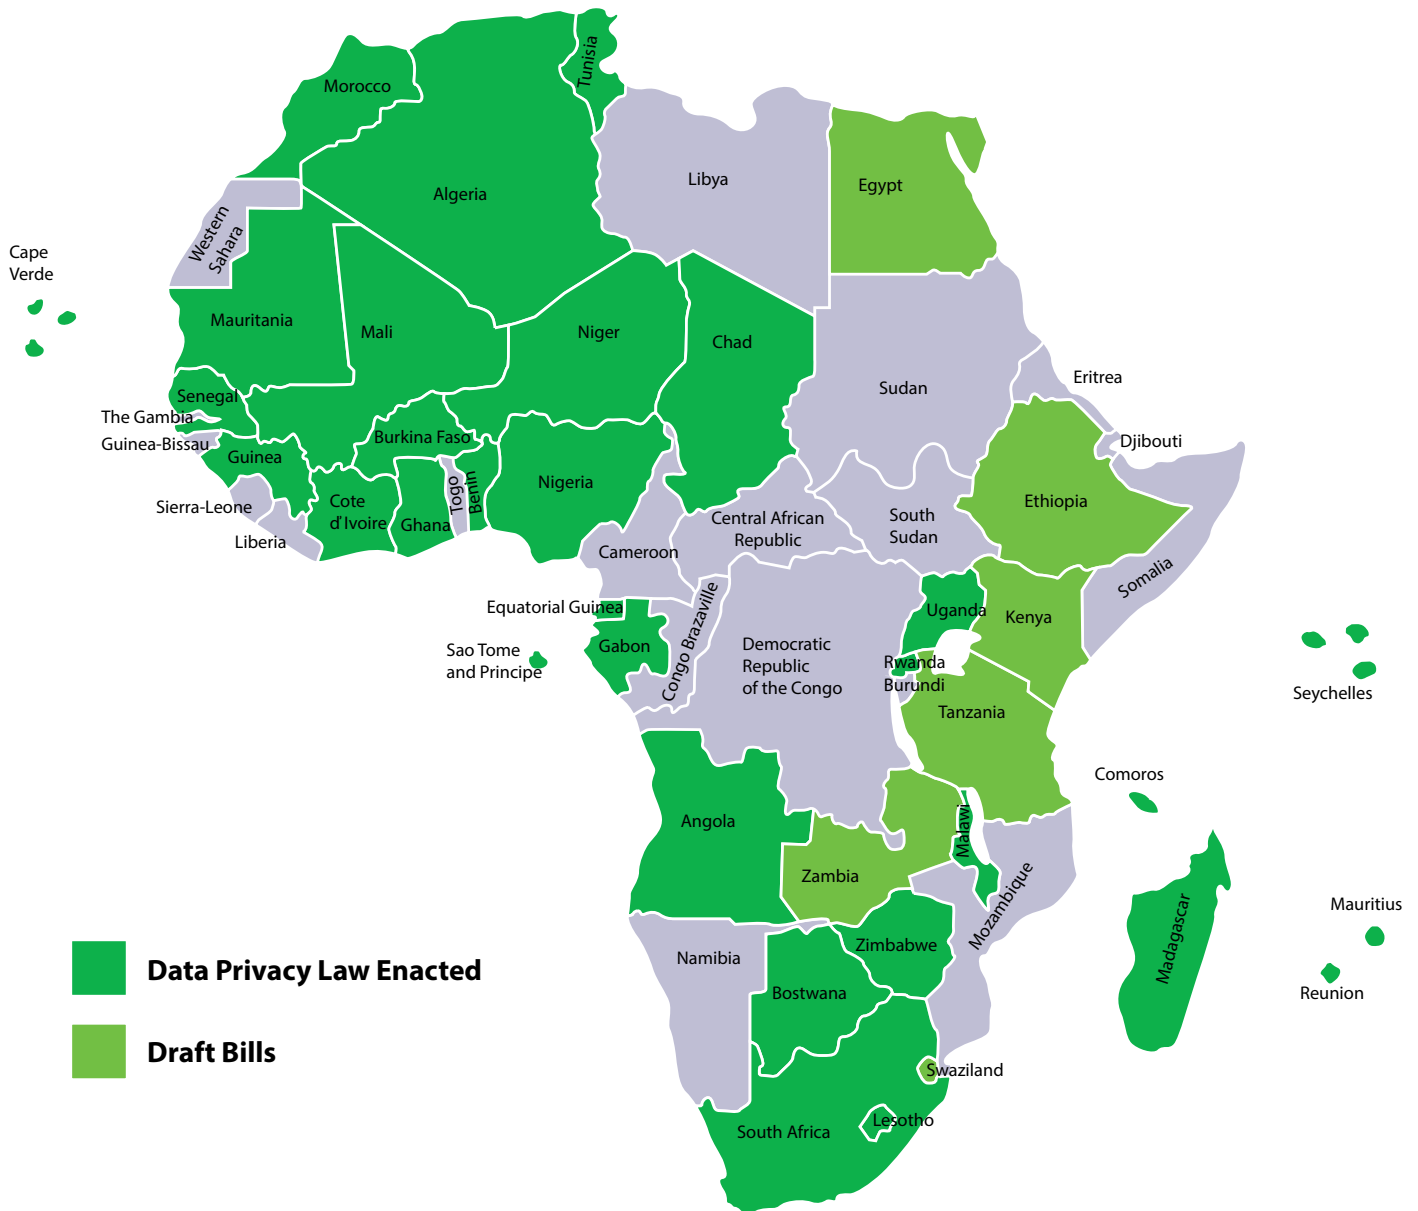 Tunisia
Morocco
Libya
Egypt
Algeria
Western
Sahara
Cape
Verde
Mauritania
Mali
Niger
Chad
Sudan
Eritrea
Senegal
The Gambia
Guinea-Bissau
Burkina Faso
Djibouti
Guinea
Nigeria
Togo
Benin
Ethiopia
Sierra-Leone
Cote
d'Ivoire
Ghana
Central African
Republic
South
Sudan
Liberia
Cameroon
Somalia
Equatorial Guinea
Uganda
Kenya
Gabon
Congo Brazaville
Democratic
Republic
of the Congo
Sao Tome
and Principe
Rwanda
Burundi
Seychelles
Tanzania
Comoros
Angola
Malawi
Zambia
Mozambique
Madagascar
Mauritius
Zimbabwe
Namibia
Bostwana
Reunion
Data Privacy Law Enacted
Draft Bills
Swaziland
Lesotho
South Africa